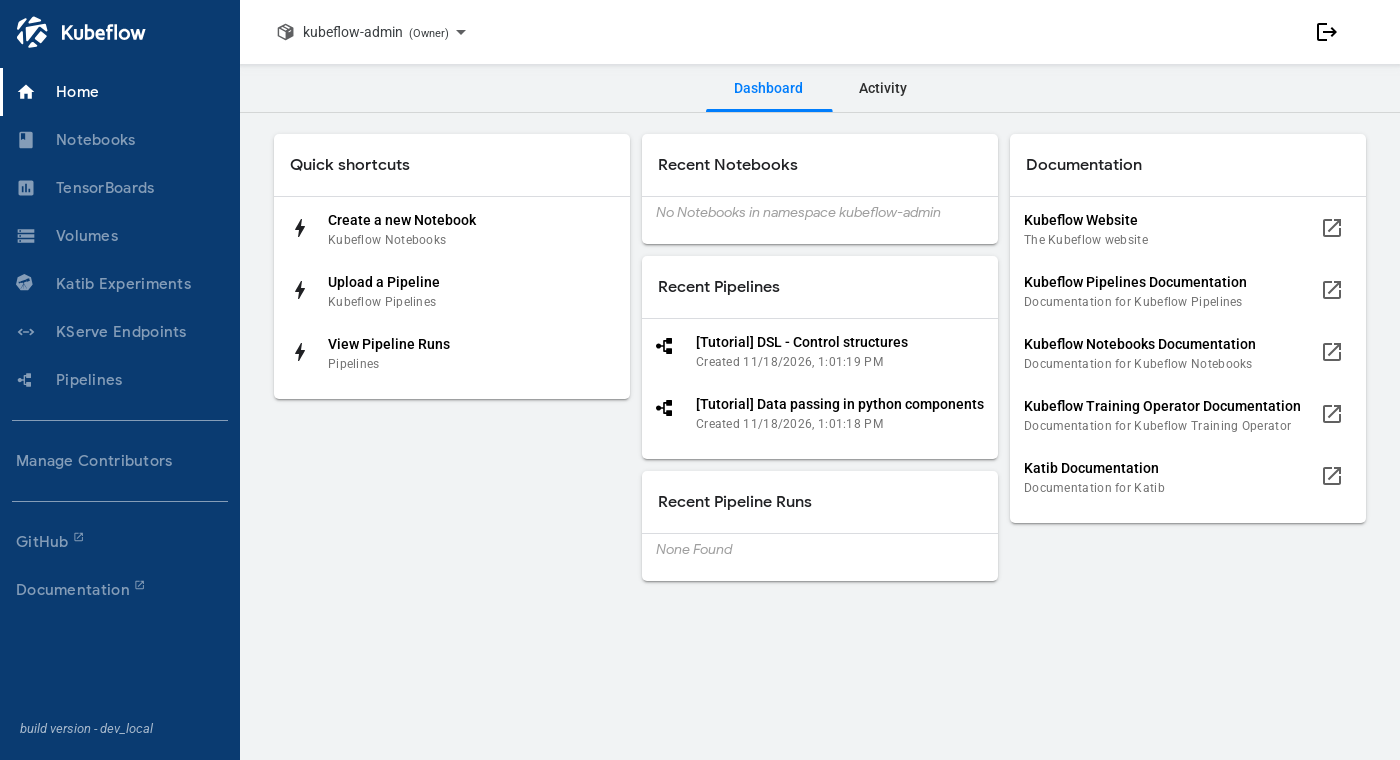 Kubeflow
Home
Notebooks
TensorBoards
Volumes
Katib Experiments
KServe Endpoints
Pipelines
Manage Contributors
GitHub
Documentation
build version - dev_local
kubeflow-admin (Owner)
Dashboard Activity
Quick shortcuts
Create a new Notebook
Kubeflow Notebooks
Upload a Pipeline
Kubeflow Pipelines
View Pipeline Runs
Pipelines
Recent Notebooks
No Notebooks in namespace kubeflow-admin
Recent Pipelines
[Tutorial] DSL - Control structures
Created 11/18/2026, 1:01:19 PM
[Tutorial] Data passing in python components
Created 11/18/2026, 1:01:18 PM
Recent Pipeline Runs
None Found
Documentation
Kubeflow Website
The Kubeflow website
Kubeflow Pipelines Documentation
Documentation for Kubeflow Pipelines
Kubeflow Notebooks Documentation
Documentation for Kubeflow Notebooks
Kubeflow Training Operator Documentation
Documentation for Kubeflow Training Operator
Katib Documentation
Documentation for Katib